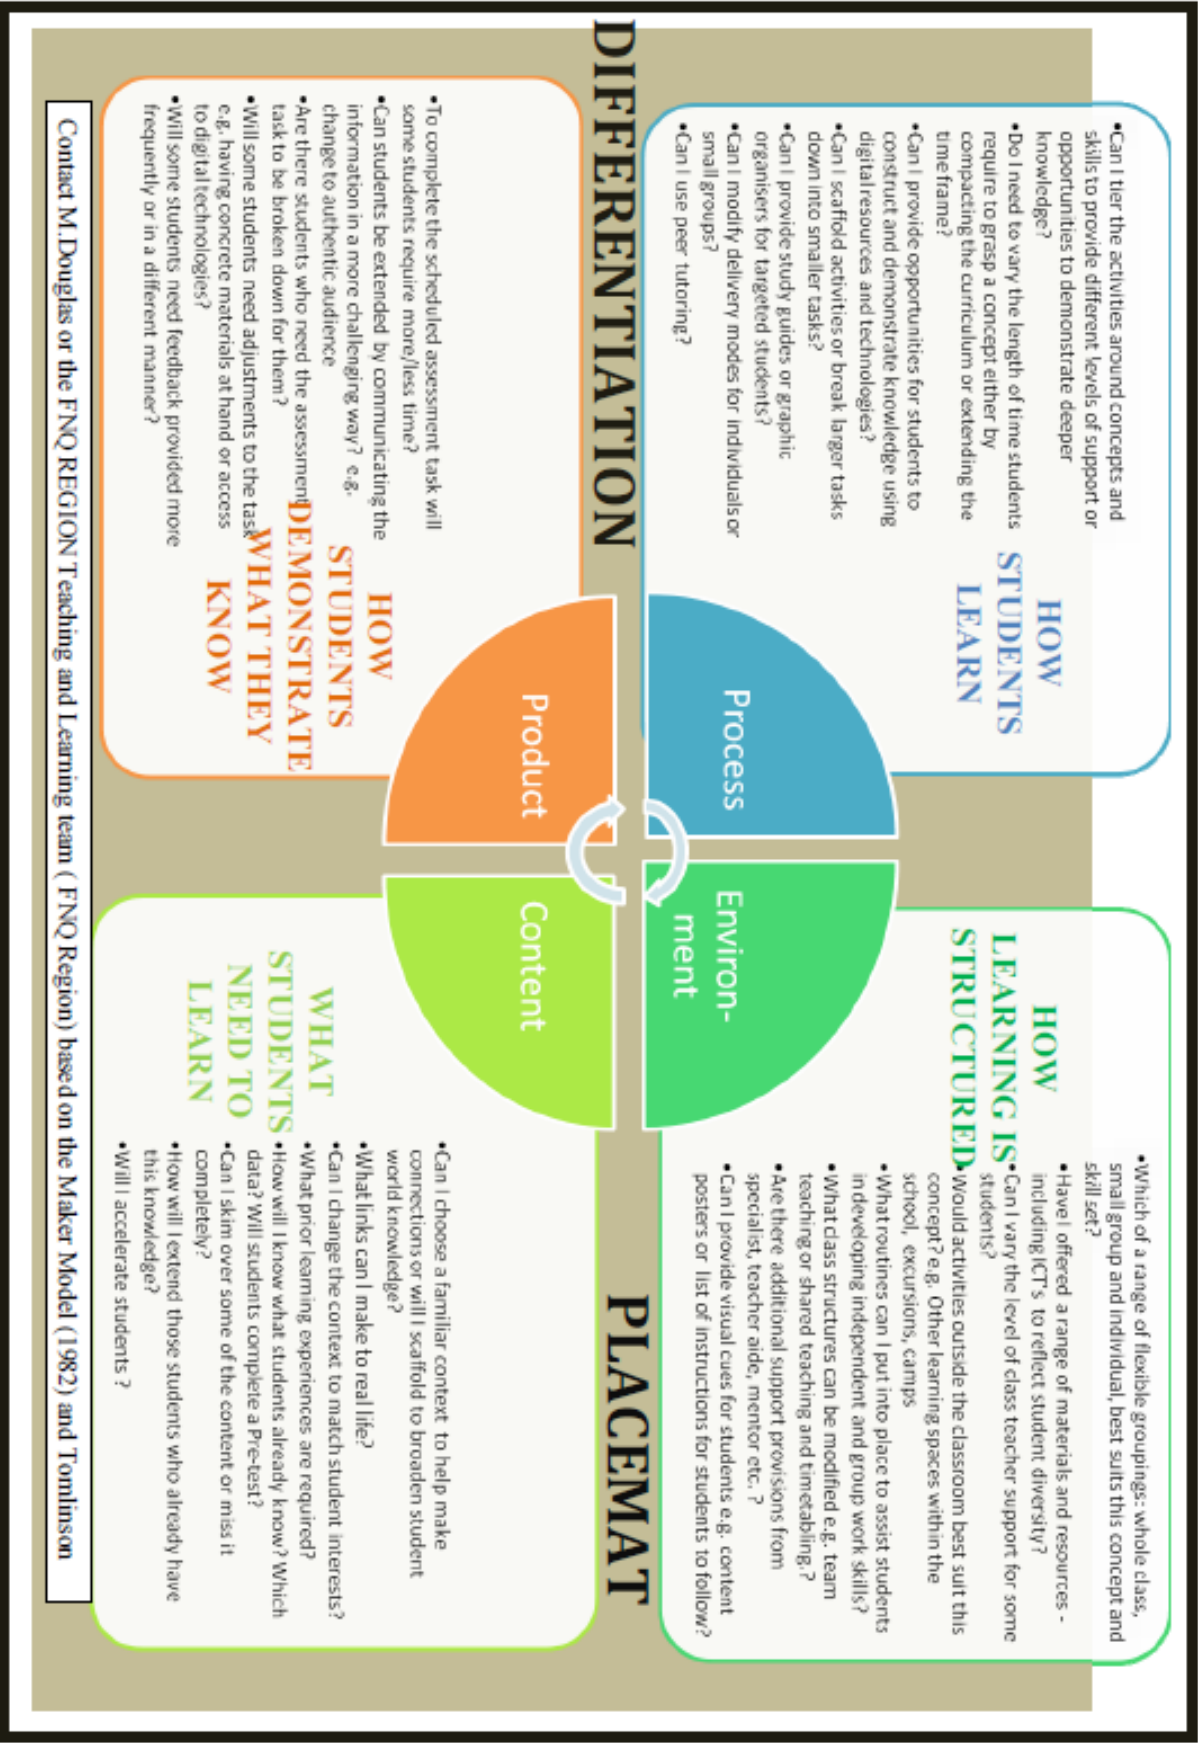 •Can I tier the activities around concepts and
skills to provide different levels of support or
opportunities to demonstrate deeper
knowledge?
•Do I need to vary the length of time students
require to grasp a concept either by
compacting the curriculum or extending the
time frame?
•Can I provide opportunities for students to
construct and demonstrate knowledge using
digital resources and technologies?
•Can I scaffold activities or break larger tasks
down into smaller tasks?
•Can I provide study guides or graphic
organisers for targeted students?
•Can I modify delivery modes for individuals or
small groups?
•Can I use peer tutoring?
HOW
STUDENTS
LEARN
Process
HOW
LEARNING IS
STRUCTURED
Environ-
ment
•Which of a range of flexible groupings: whole class,
small group and individual, best suits this concept and
skill set?
•Have I offered a range of materials and resources -
including ICT's to reflect student diversity?
•Can I vary the level of class teacher support for some
students?
•Would activities outside the classroom best suit this
concept? e.g. Other learning spaces within the
school, excursions, camps
•What routines can I put into place to assist students
in developing independent and group work skills?
•What class structures can be modified e.g. team
teaching or shared teaching and timetabling.?
•Are there additional support provisions from
specialist, teacher aide, mentor etc. ?
•Can I provide visual cues for students e.g. content
posters or list of instructions for students to follow?
DIFFERENTIATION PLACEMAT
•To complete the scheduled assessment task will
some students require more/less time?
•Can students be extended by communicating the
information in a more challenging way? e.g.
change to authentic audience
•Are there students who need the assessment
task to be broken down for them?
•Will some students need adjustments to the task
e.g. having concrete materials at hand or access
to digital technologies?
•Will some students need feedback provided more
frequently or in a different manner?
HOW
STUDENTS
DEMONSTRATE
WHAT THEY
KNOW
Product
Content
WHAT
STUDENTS
NEED TO
LEARN
•Can I choose a familiar context to help make
connections or will I scaffold to broaden student
world knowledge?
•What links can I make to real life?
•Can I change the context to match student interests?
•What prior learning experiences are required?
•How will I know what students already know? Which
data? Will students complete a Pre-test?
•Can I skim over some of the content or miss it
completely?
•How will I extend those students who already have
this knowledge?
•Will I accelerate students ?
Contact M.Douglas or the FNQ REGION Teaching and Learning team ( FNQ Region) based on the Maker Model (1982) and Tomlinson